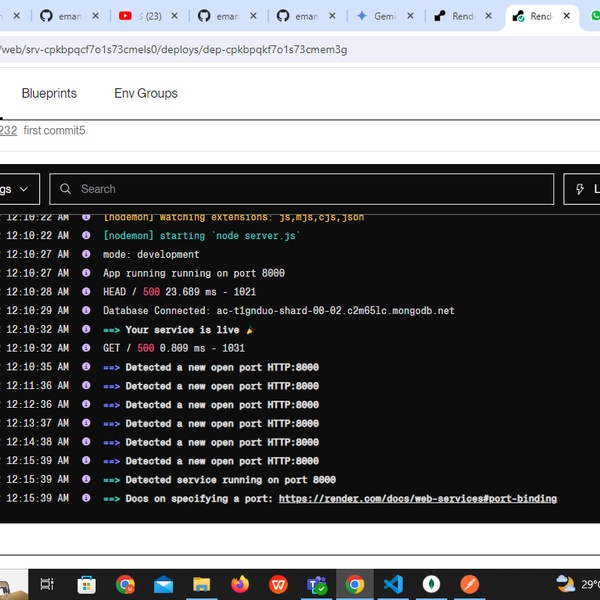 eman
S (23)
eman
eman
Gemi
Rende
Rende
/web/srv-cpkbpqcf7o1s73cmels0/deploys/dep-cpkbpqkf7o1s73cmem3g
Blueprints Env Groups
232 first commit5
gs Search L
12:10:22 AM [nodemon] watching extensions: js,mjs,cjs,json
12:10:22 AM [nodemon] starting `node server.js`
12:10:27 AM mode: development
12:10:27 AM App running running on port 8000
12:10:28 AM HEAD / 500 23.689 ms - 1021
12:10:29 AM Database Connected: ac-t1gnduo-shard-00-02.c2m65lc.mongodb.net
12:10:32 AM ==> Your service is live 🎉
12:10:32 AM GET / 500 0.809 ms - 1031
12:10:35 AM ==> Detected a new open port HTTP:8000
12:11:36 AM ==> Detected a new open port HTTP:8000
12:12:36 AM ==> Detected a new open port HTTP:8000
12:13:37 AM ==> Detected a new open port HTTP:8000
12:14:38 AM ==> Detected a new open port HTTP:8000
12:15:39 AM ==> Detected a new open port HTTP:8000
12:15:39 AM ==> Detected service running on port 8000
12:15:39 AM ==> Docs on specifying a port: https://render.com/docs/web-services#port-binding
29°